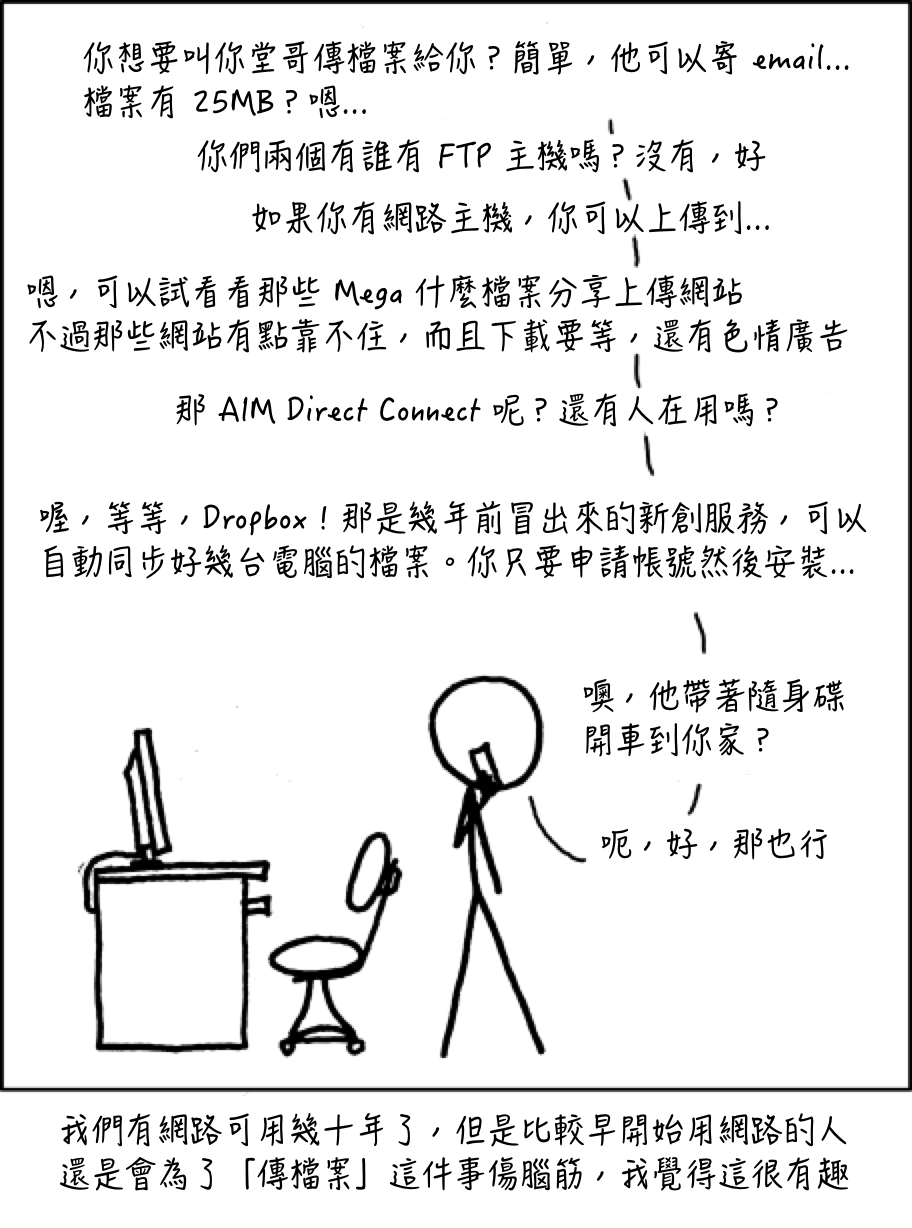 你想要叫你堂哥傳檔案給你？簡單，他可以寄 email...
檔案有 25MB？嗯...
你們兩個有誰有 FTP 主機嗎？沒有，好
如果你有網路主機，你可以上傳到...
嗯，可以試看看那些 Mega 什麼檔案分享上傳網站
不過那些網站有點靠不住，而且下載要等，還有色情廣告
那 AIM Direct Connect 呢？還有人在用嗎？
喔，等等，Dropbox！那是幾年前冒出來的新創服務，可以
自動同步好幾台電腦的檔案。你只要申請帳號然後安裝...
噢，他帶著隨身碟
開車到你家？
呃，好，那也行
我們有網路可用幾十年了，但是比較早開始用網路的人
還是會為了「傳檔案」這件事傷腦筋，我覺得這很有趣